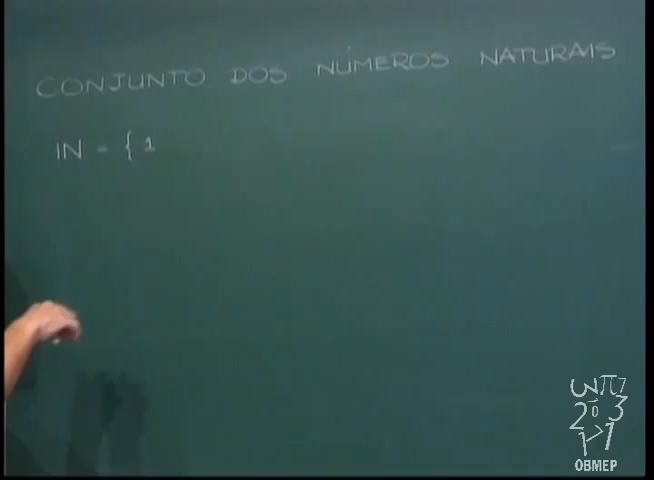 CONJUNTO DOS NÚMEROS NATURAIS
IN = { 1
OBMEP